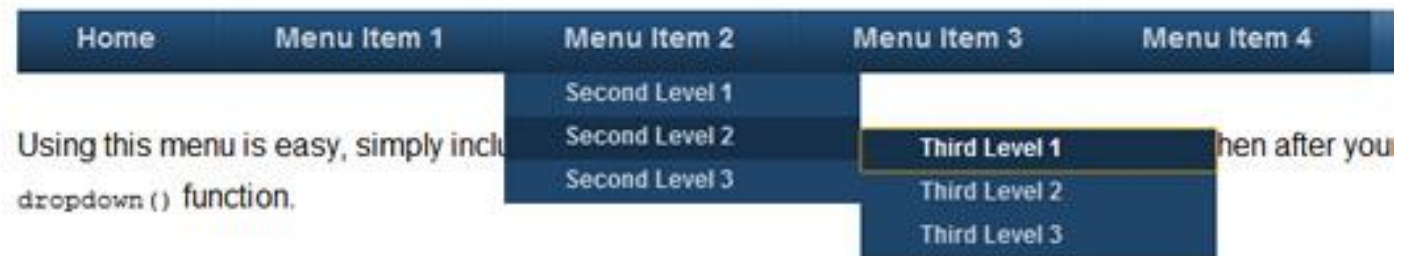 Home Menu Item 1 Menu Item 2 Menu Item 3 Menu Item 4
Second Level 1
Second Level 2
Second Level 3
Third Level 1
Third Level 2
Third Level 3
Using this menu is easy, simply hen after you
dropdown() function.